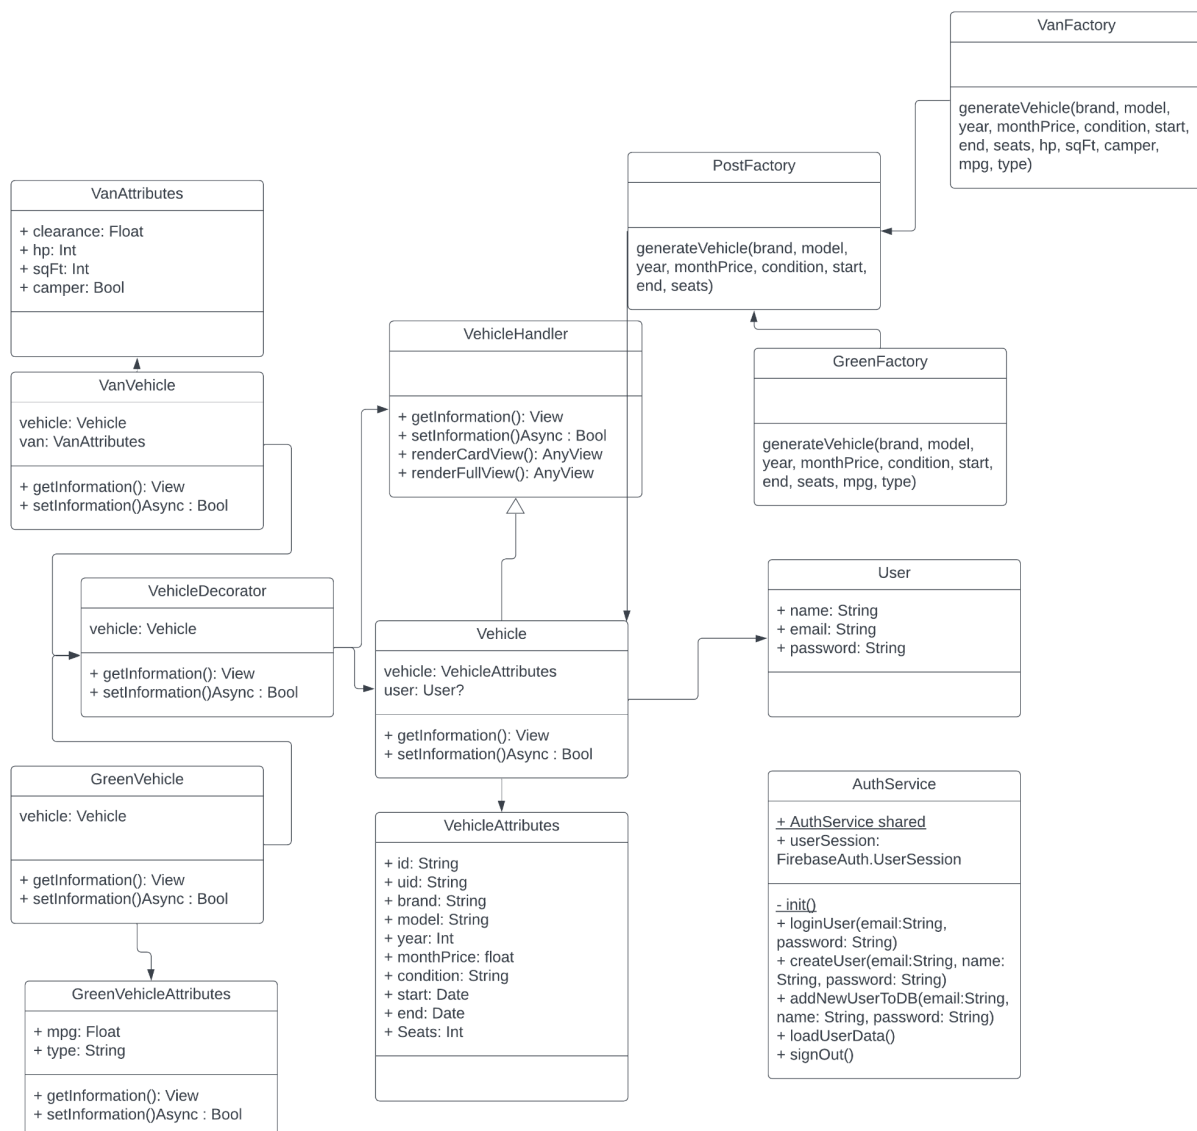 VanFactory
generateVehicle(brand, model,
year, monthPrice, condition, start,
end, seats, hp, sqFt, camper,
mpg, type)
PostFactory
generateVehicle(brand, model,
year, monthPrice, condition, start,
end, seats)
VanAttributes
+ clearance: Float
+ hp: Int
+ sqFt: Int
+ camper: Bool
VehicleHandler
+ getInformation(): View
+ setInformation()Async : Bool
+ renderCardView(): AnyView
+ renderFullView(): AnyView
GreenFactory
generateVehicle(brand, model,
year, monthPrice, condition, start,
end, seats, mpg, type)
VanVehicle
vehicle: Vehicle
van: VanAttributes
+ getInformation(): View
+ setInformation()Async : Bool
VehicleDecorator
vehicle: Vehicle
+ getInformation(): View
+ setInformation()Async : Bool
Vehicle
vehicle: VehicleAttributes
user: User?
+ getInformation(): View
+ setInformation()Async : Bool
User
+ name: String
+ email: String
+ password: String
GreenVehicle
vehicle: Vehicle
+ getInformation(): View
+ setInformation()Async : Bool
VehicleAttributes
+ id: String
+ uid: String
+ brand: String
+ model: String
+ year: Int
+ monthPrice: float
+ condition: String
+ start: Date
+ end: Date
+ Seats: Int
AuthService
+ AuthService shared
+ userSession:
FirebaseAuth.UserSession
- init()
+ loginUser(email:String,
password: String)
+ createUser(email:String, name:
String, password: String)
+ addNewUserToDB(email:String,
name: String, password: String)
+ loadUserData()
+ signOut()
GreenVehicleAttributes
+ mpg: Float
+ type: String
+ getInformation(): View
+ setInformation()Async : Bool